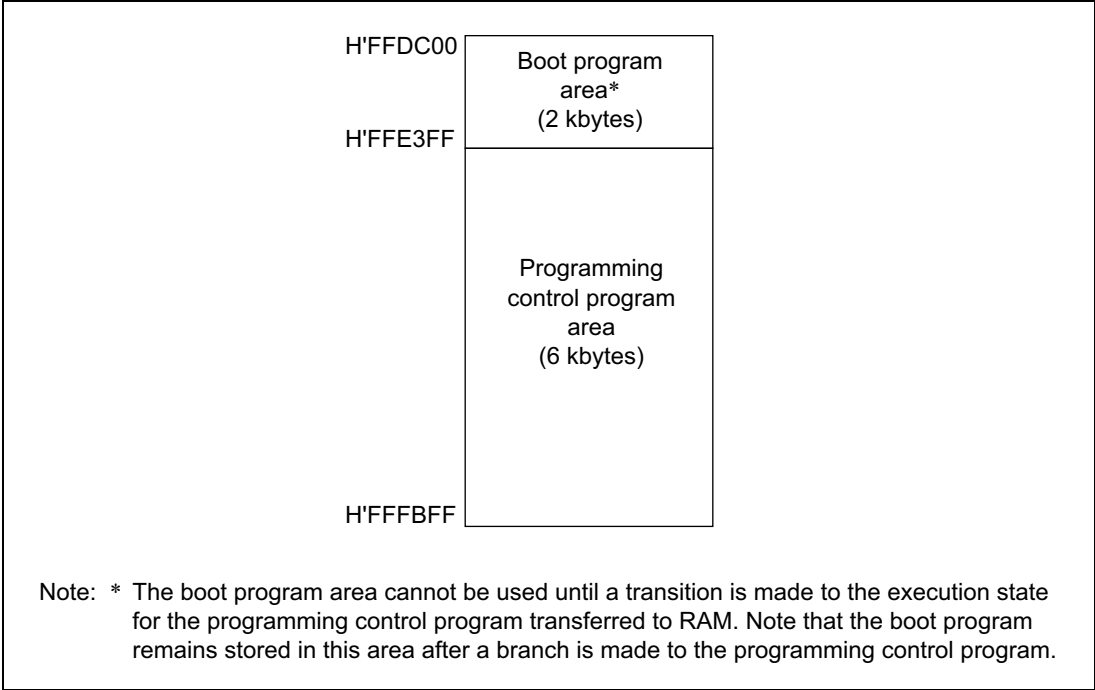 H'FFDC00
Boot program
area*
(2 kbytes)
H'FFE3FF
Programming
control program
area
(6 kbytes)
H'FFFBFF
Note: * The boot program area cannot be used until a transition is made to the execution state
for the programming control program transferred to RAM. Note that the boot program
remains stored in this area after a branch is made to the programming control program.